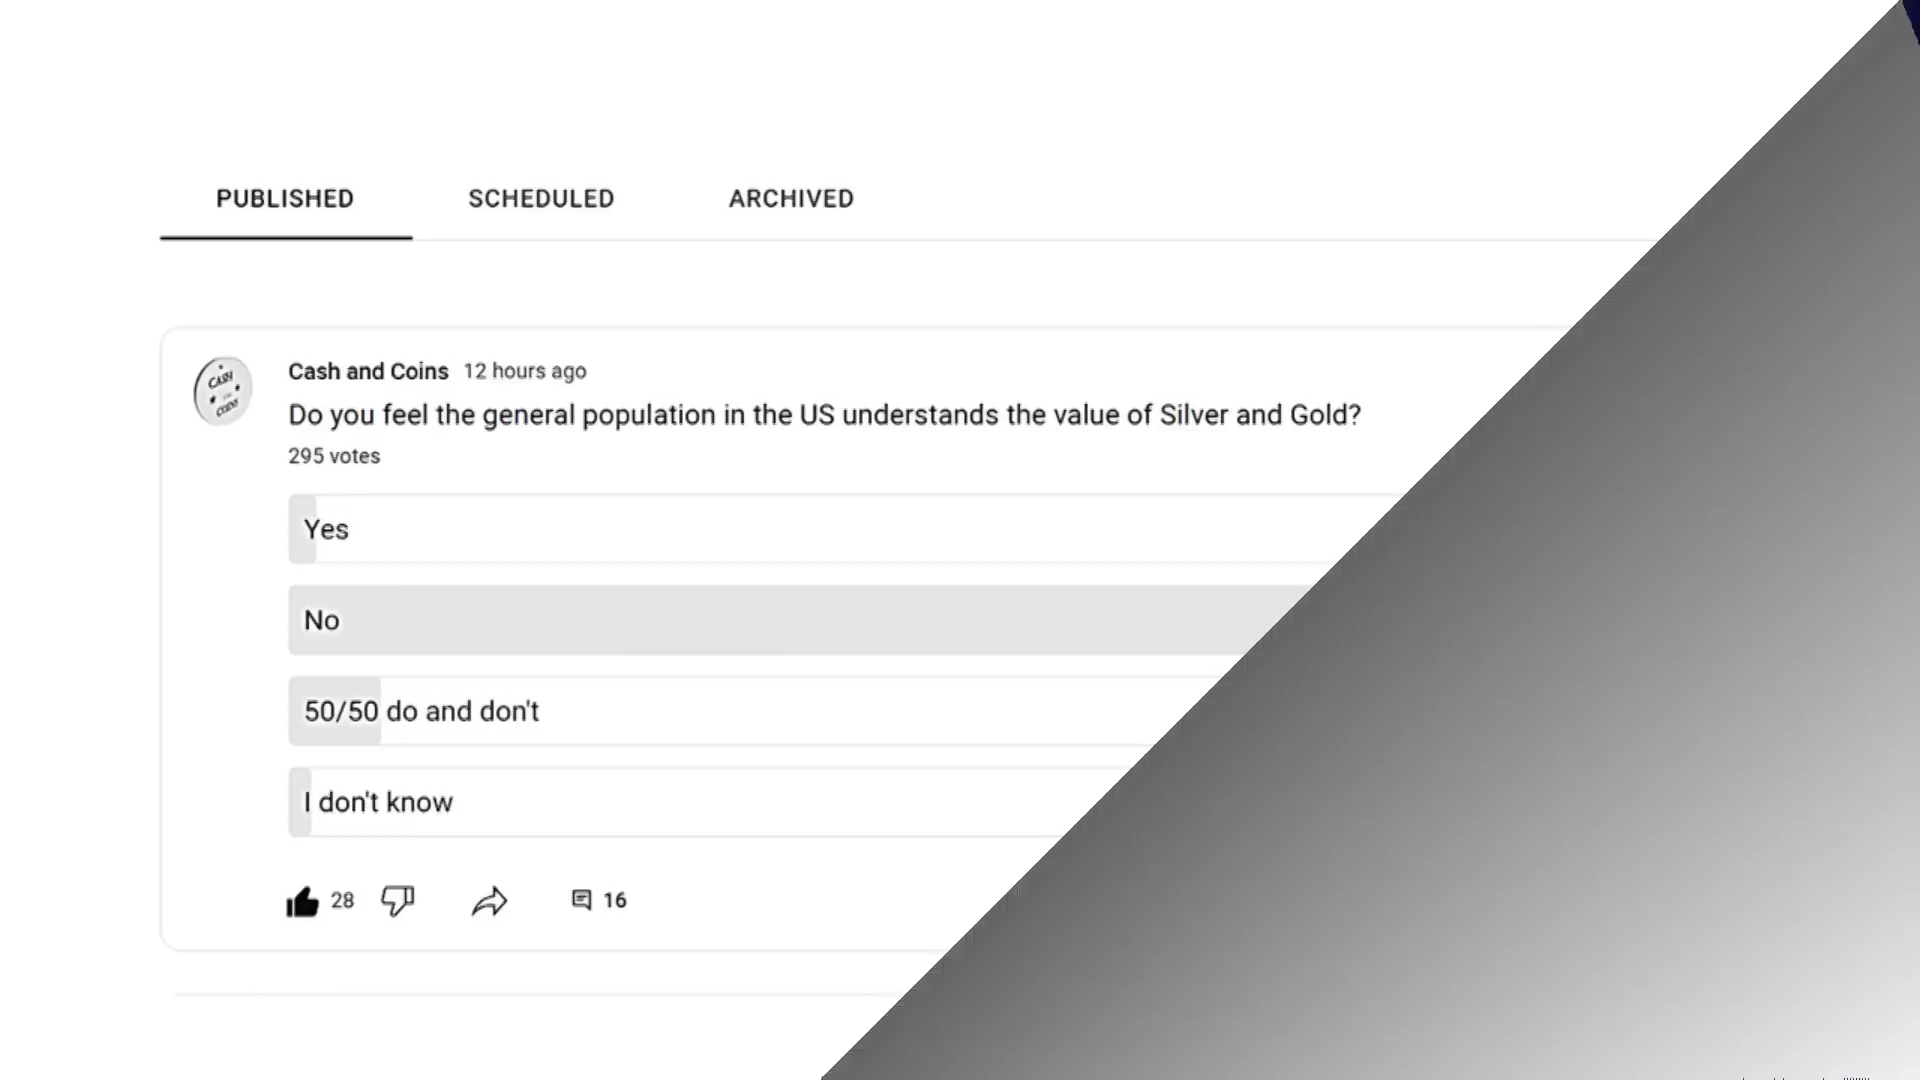 PUBLISHED SCHEDULED ARCHIVED
CASH
COINS
Cash and Coins 12 hours ago
Do you feel the general population in the US understands the value of Silver and Gold?
295 votes
Yes
No
50/50 do and don't
I don't know
28 16